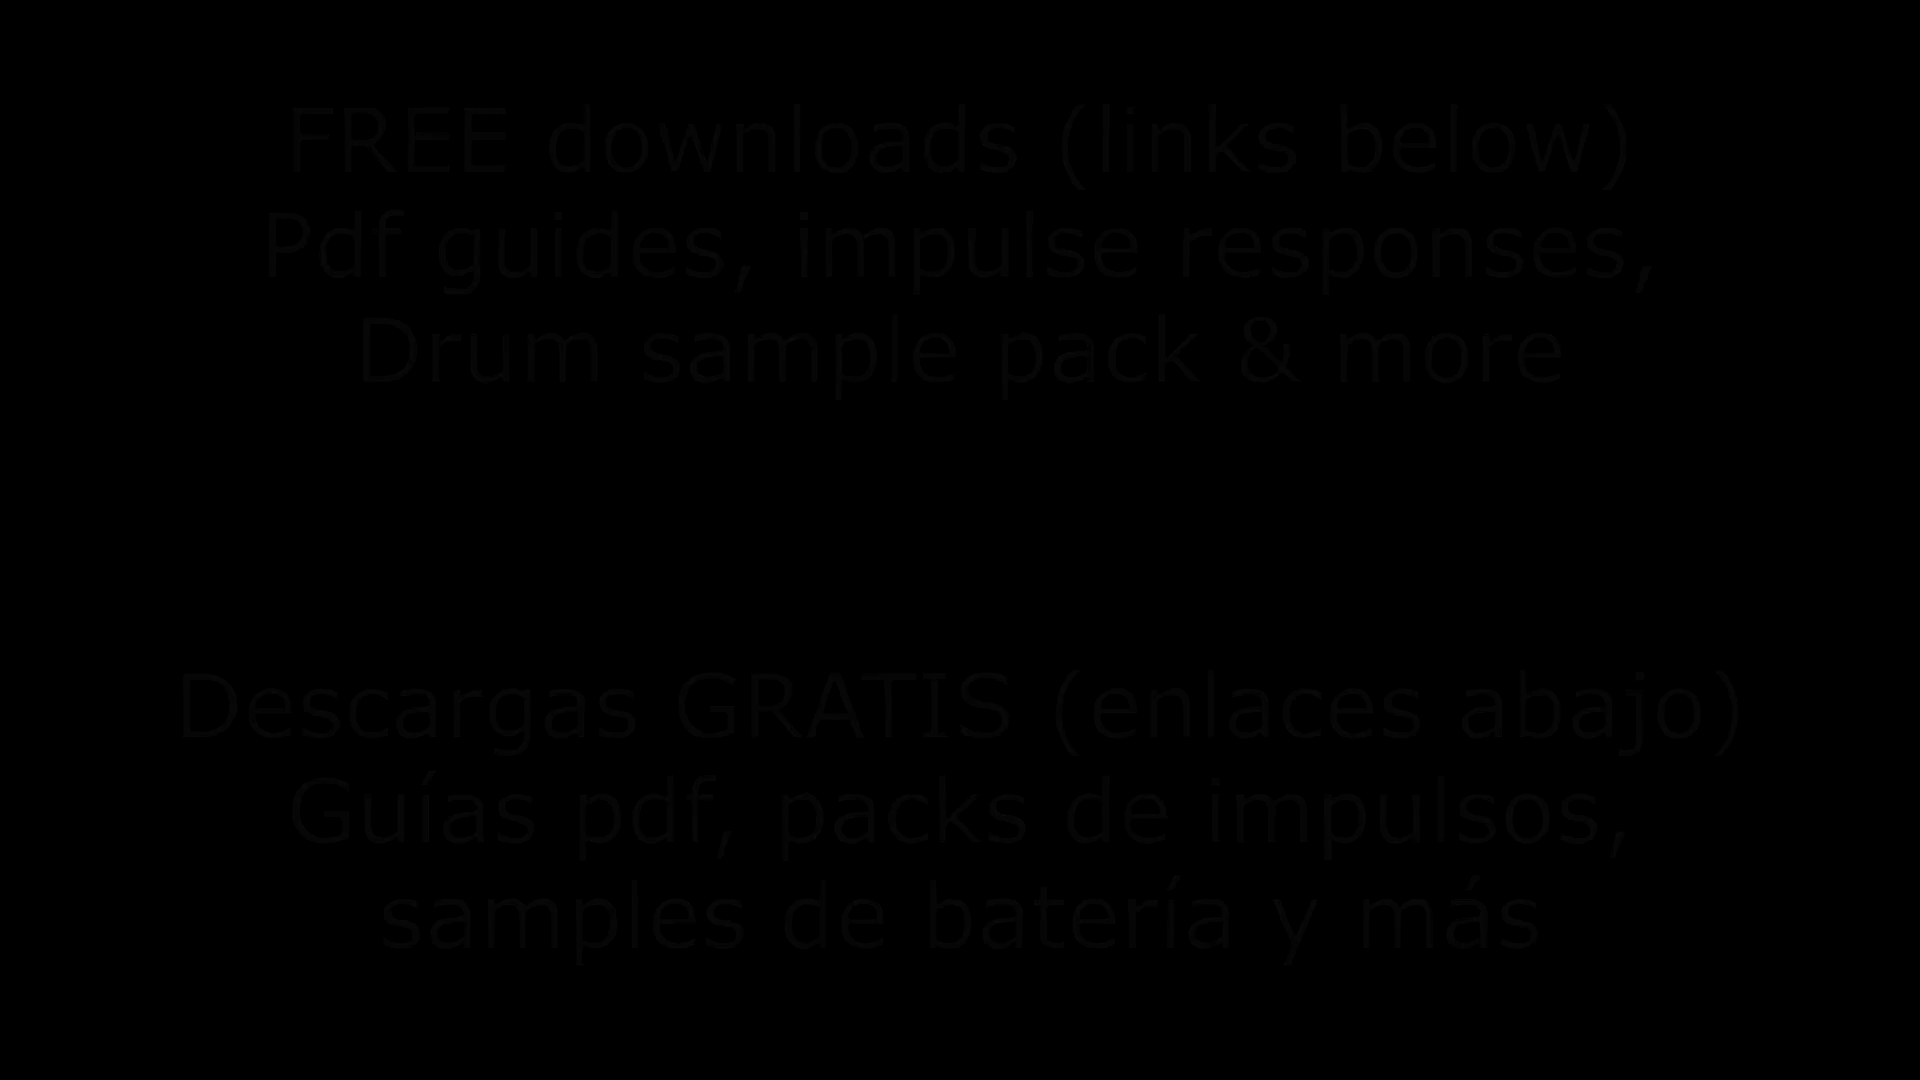 FREE downloads (links below)
Pdf guides, impulse responses,
Drum sample pack & more
Descargas GRATIS (enlaces abajo)
Guías pdf, packs de impulsos,
samples de batería y más